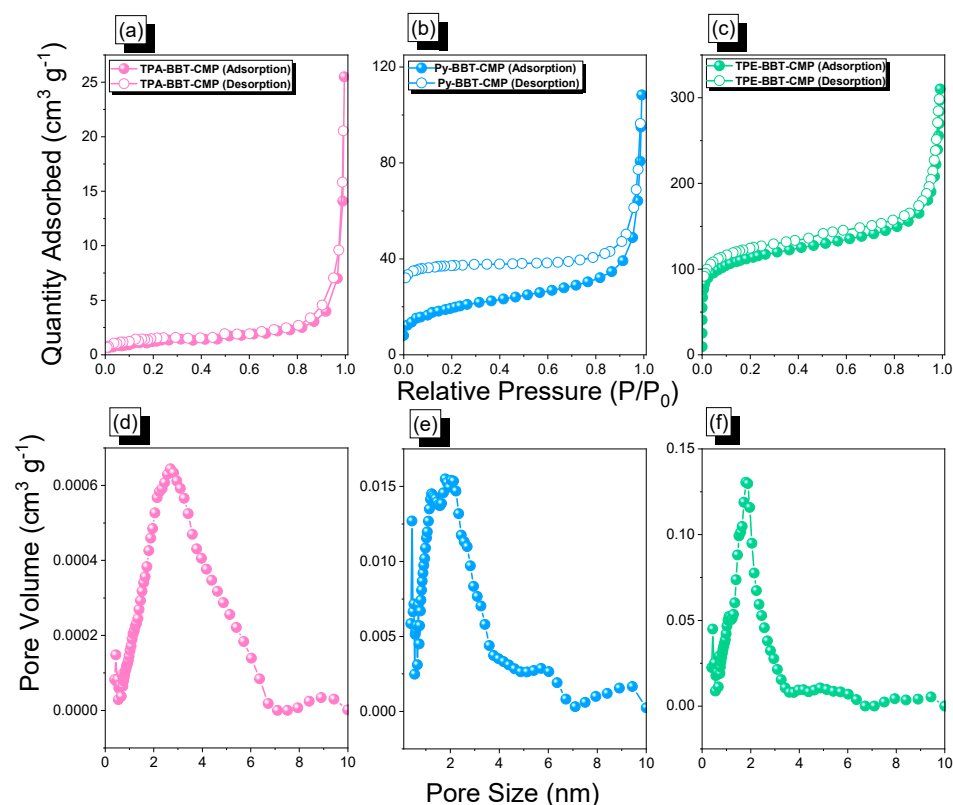 (a)
(b)
(c)
TPA-BBT-CMP (Adsorption)
TPA-BBT-CMP (Desorption)
Py-BBT-CMP (Adsorption)
Py-BBT-CMP (Desorption)
TPE-BBT-CMP (Adsorption)
TPE-BBT-CMP (Desorption)
Quantity Adsorbed (cm³ g⁻¹)
25
20
15
10
5
0
120
80
40
0
300
200
100
0
0.0 0.2 0.4 0.6 0.8 1.0
0.0 0.2 0.4 0.6 0.8 1.0
0.0 0.2 0.4 0.6 0.8 1.0
Relative Pressure (P/P₀)
(d)
(e)
(f)
Pore Volume (cm³ g⁻¹)
0.0006
0.0004
0.0002
0.0000
0.015
0.010
0.005
0.000
0.15
0.10
0.05
0.00
0 2 4 6 8 10
0 2 4 6 8 10
0 2 4 6 8 10
Pore Size (nm)